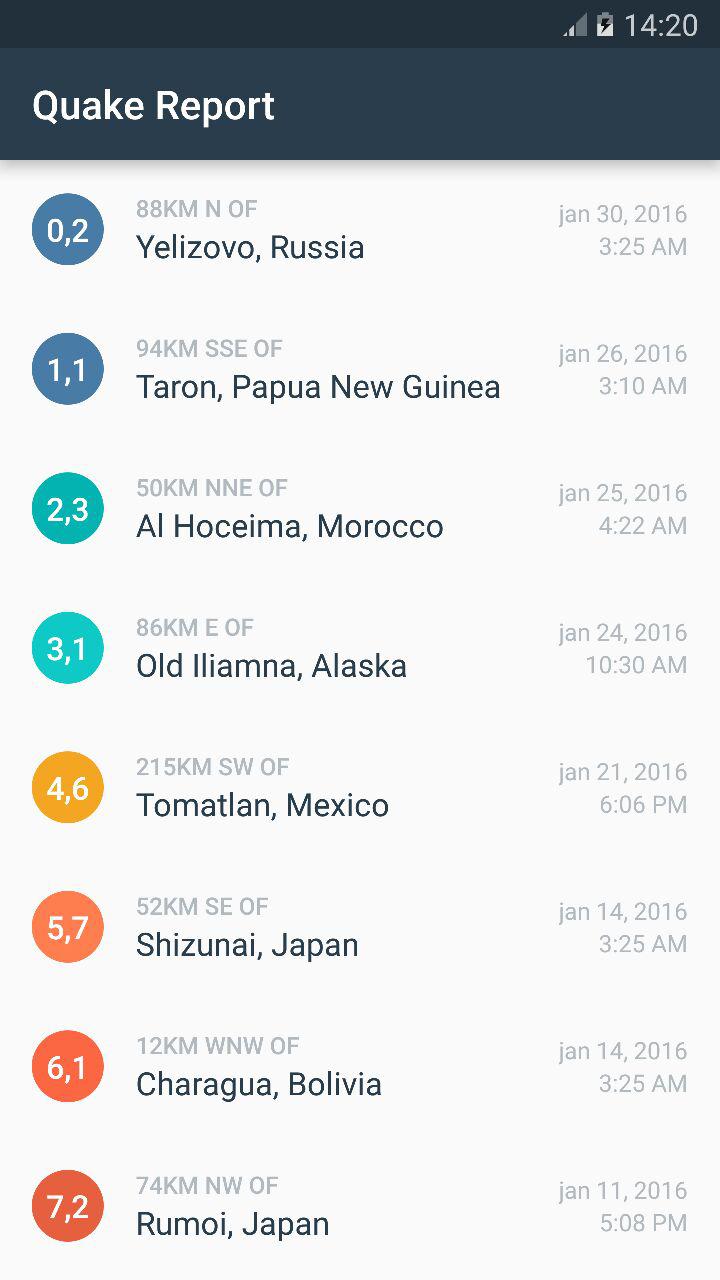 14:20
Quake Report
0,2
88KM N OF
Yelizovo, Russia
jan 30, 2016
3:25 AM
1,1
94KM SSE OF
Taron, Papua New Guinea
jan 26, 2016
3:10 AM
2,3
50KM NNE OF
Al Hoceima, Morocco
jan 25, 2016
4:22 AM
3,1
86KM E OF
Old Iliamna, Alaska
jan 24, 2016
10:30 AM
4,6
215KM SW OF
Tomatlan, Mexico
jan 21, 2016
6:06 PM
5,7
52KM SE OF
Shizunai, Japan
jan 14, 2016
3:25 AM
6,1
12KM WNW OF
Charagua, Bolivia
jan 14, 2016
3:25 AM
7,2
74KM NW OF
Rumoi, Japan
jan 11, 2016
5:08 PM